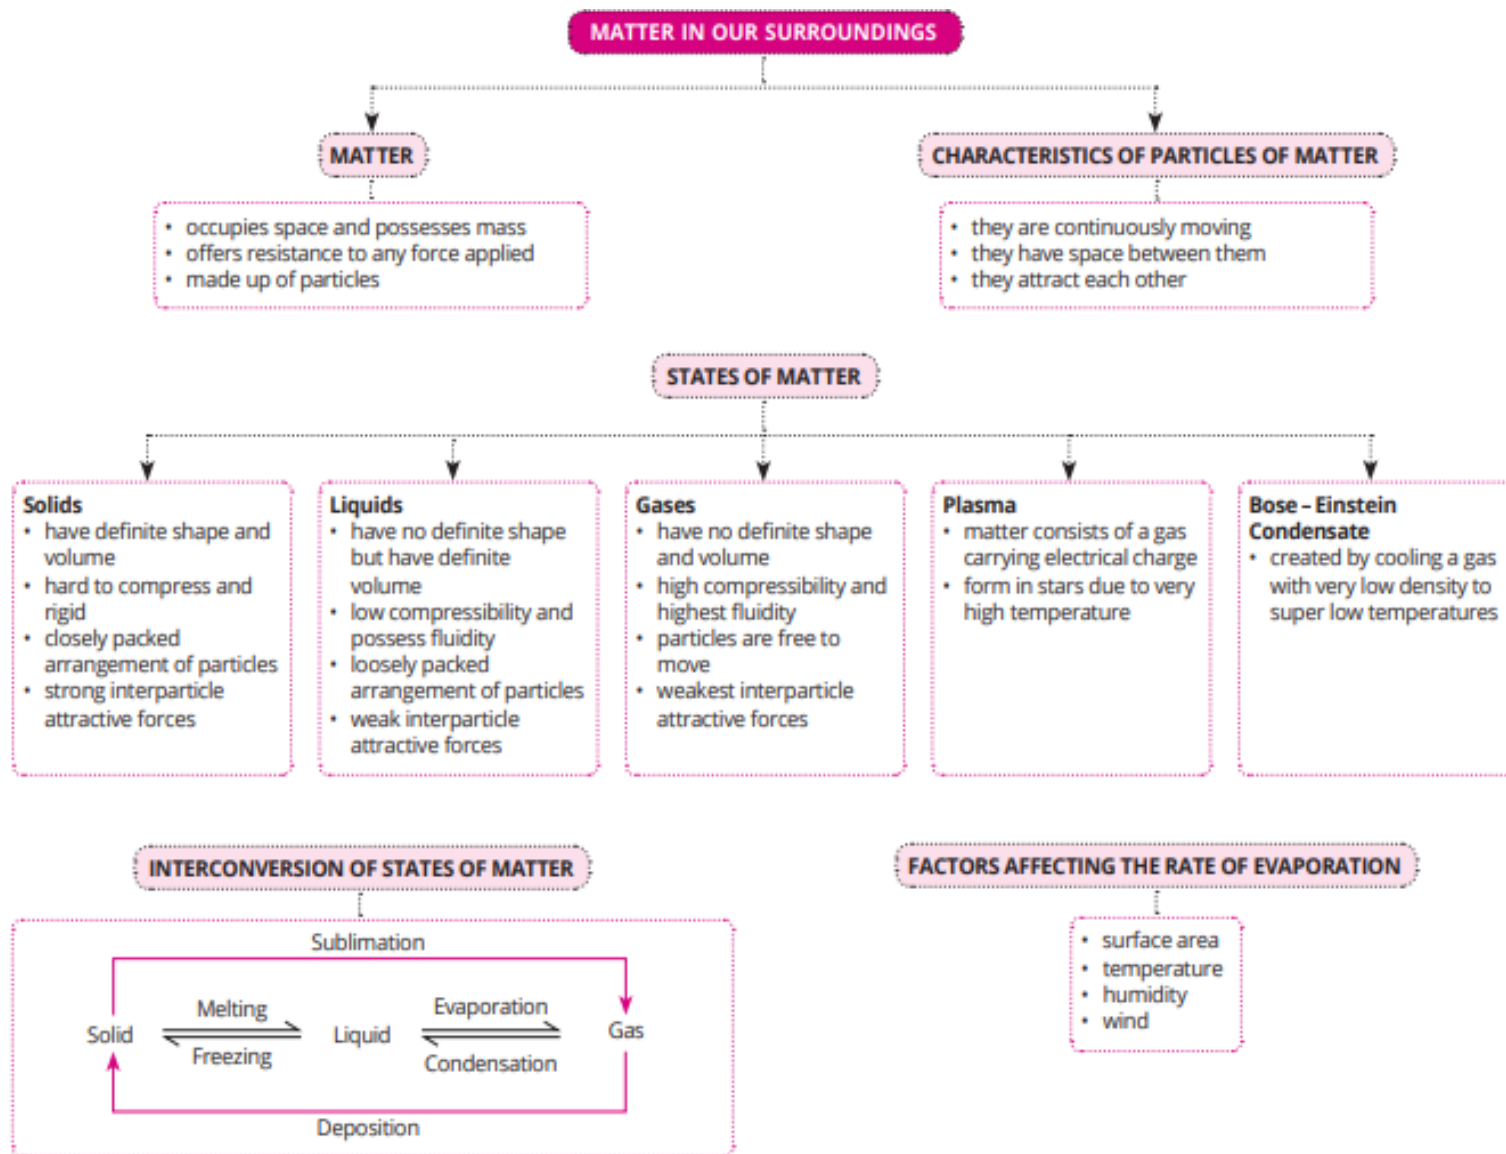 MATTER IN OUR SURROUNDINGS
MATTER
• occupies space and possesses mass
• offers resistance to any force applied
• made up of particles
CHARACTERISTICS OF PARTICLES OF MATTER
• they are continuously moving
• they have space between them
• they attract each other
STATES OF MATTER
Solids
• have definite shape and
volume
• hard to compress and
rigid
• closely packed
arrangement of particles
• strong interparticle
attractive forces
Liquids
• have no definite shape
but have definite
volume
• low compressibility and
possess fluidity
• loosely packed
arrangement of particles
• weak interparticle
attractive forces
Gases
• have no definite shape
and volume
• high compressibility and
highest fluidity
• particles are free to
move
• weakest interparticle
attractive forces
Plasma
• matter consists of a gas
carrying electrical charge
• form in stars due to very
high temperature
Bose – Einstein
Condensate
• created by cooling a gas
with very low density to
super low temperatures
INTERCONVERSION OF STATES OF MATTER
Sublimation
Melting
Evaporation
Solid
Liquid
Gas
Freezing
Condensation
Deposition
FACTORS AFFECTING THE RATE OF EVAPORATION
• surface area
• temperature
• humidity
• wind